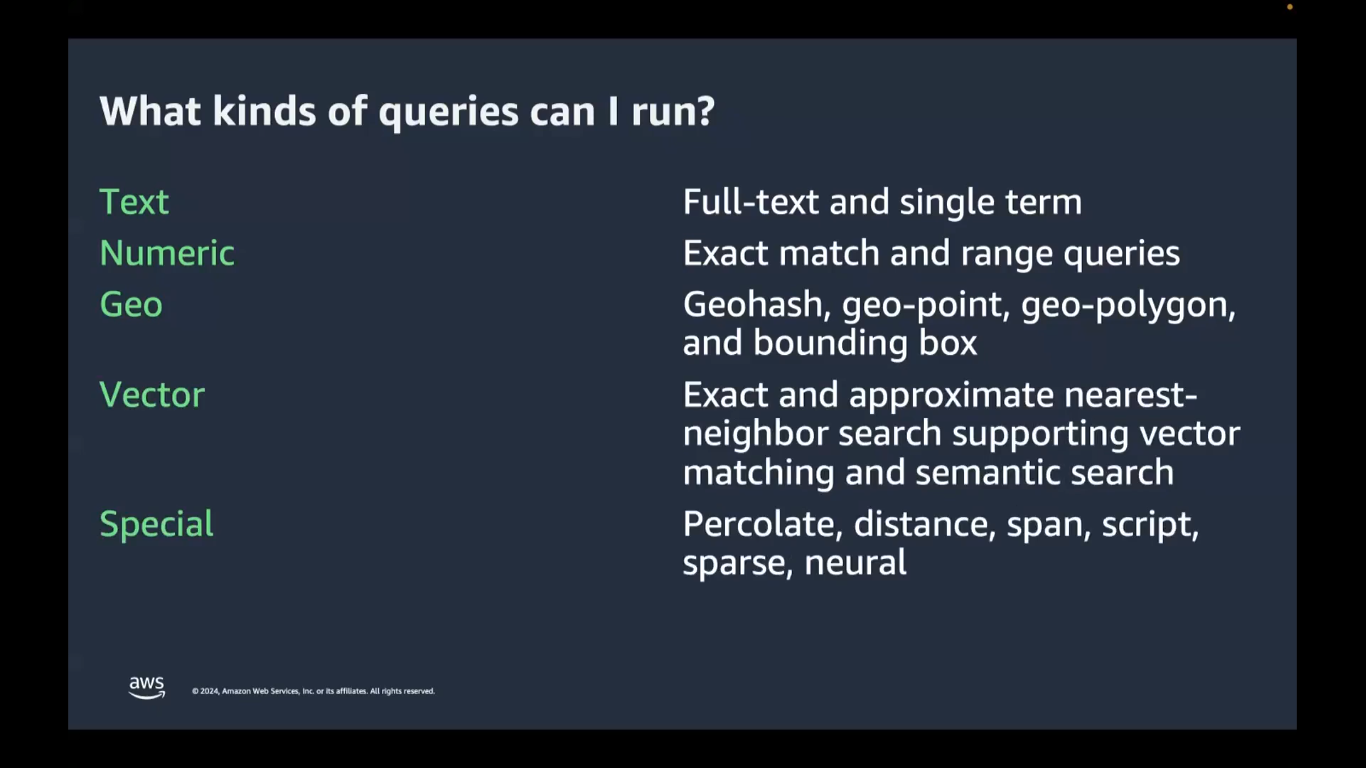 What kinds of queries can I run?
Text
Full-text and single term
Numeric
Exact match and range queries
Geo
Geohash, geo-point, geo-polygon,
and bounding box
Vector
Exact and approximate nearest-
neighbor search supporting vector
matching and semantic search
Special
Percolate, distance, span, script,
sparse, neural
aws
© 2024, Amazon Web Services, Inc. or its affiliates. All rights reserved.